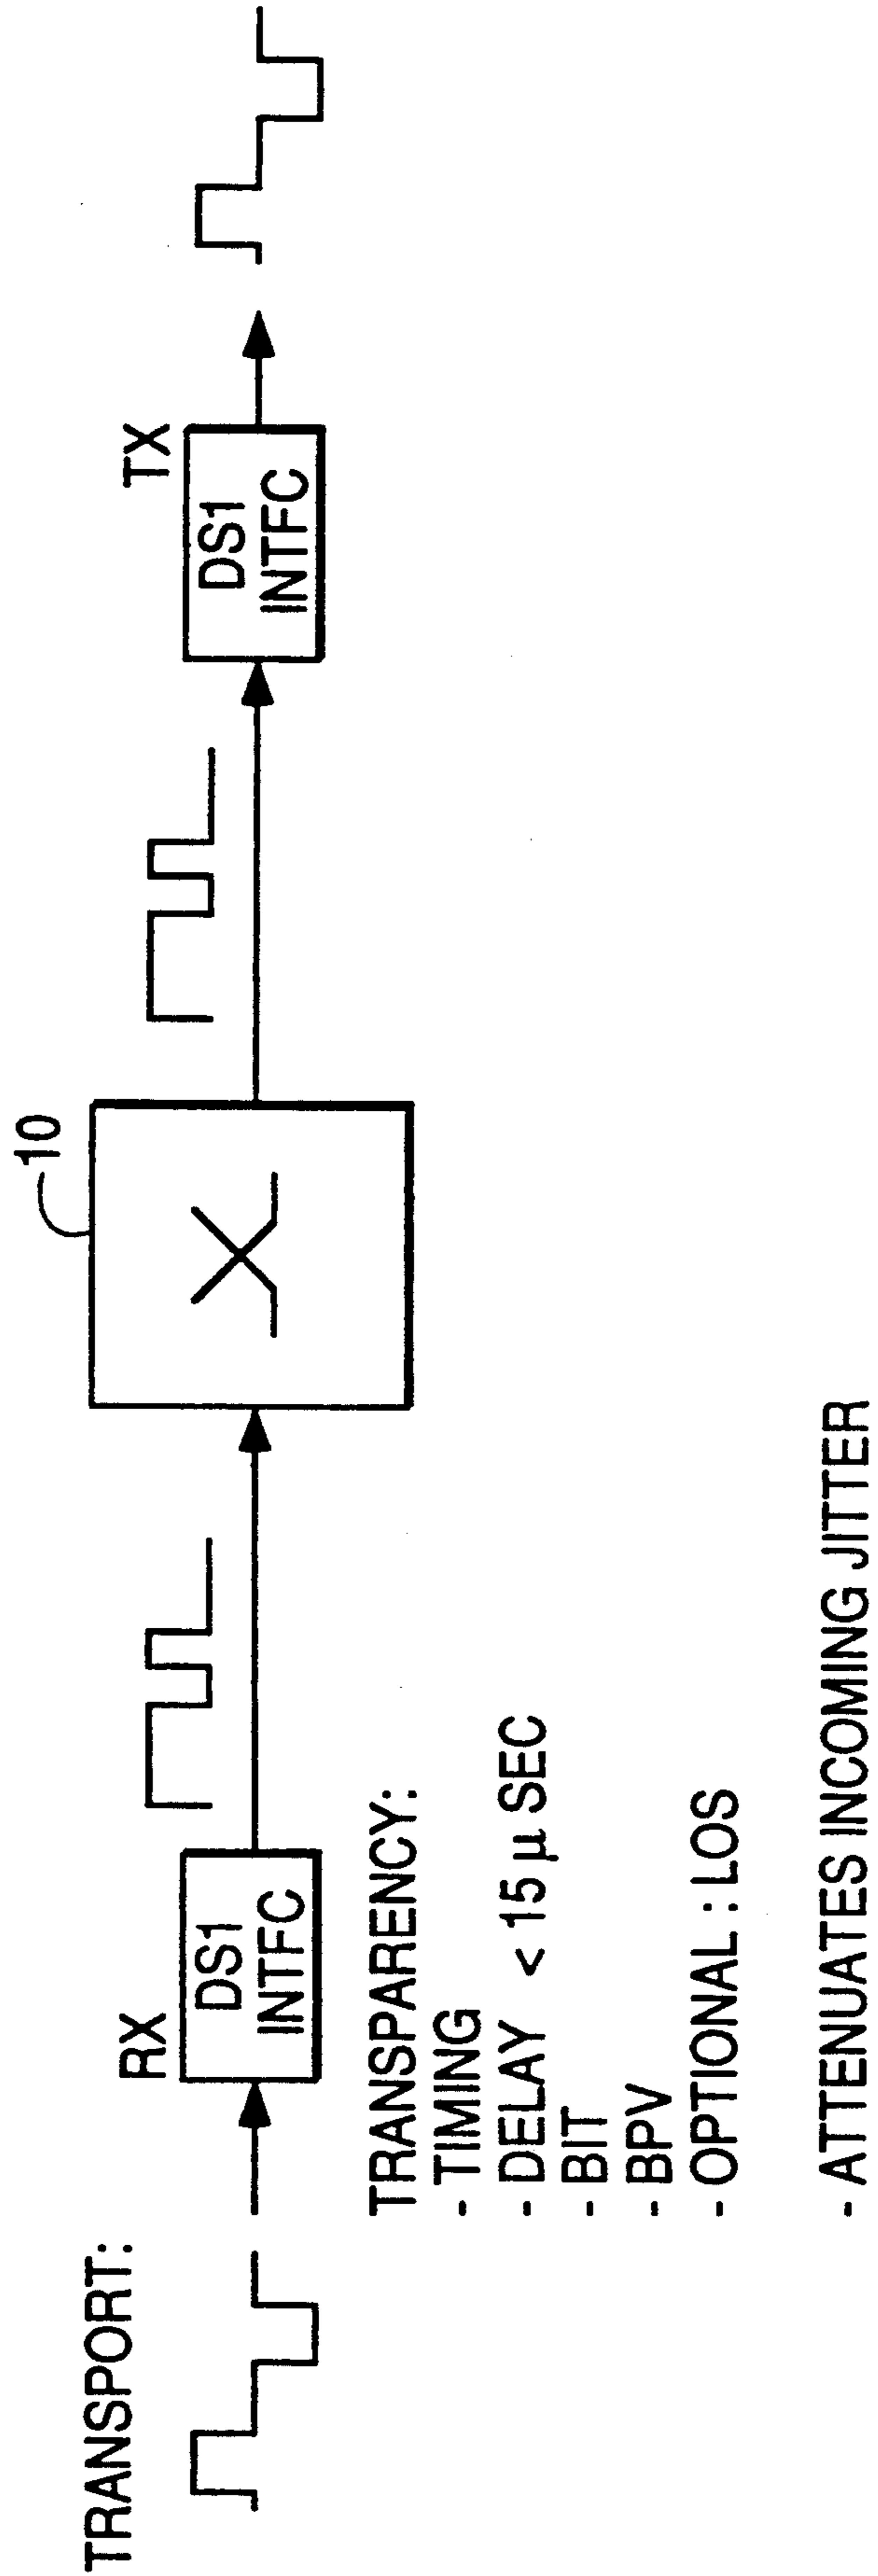 TRANSPORT:
RX
DS1
INTFC
10
TX
DS1
INTFC
TRANSPARENCY:
- TIMING
- DELAY < 15 μ SEC
- BIT
- BPV
- OPTIONAL : LOS
- ATTENUATES INCOMING JITTER